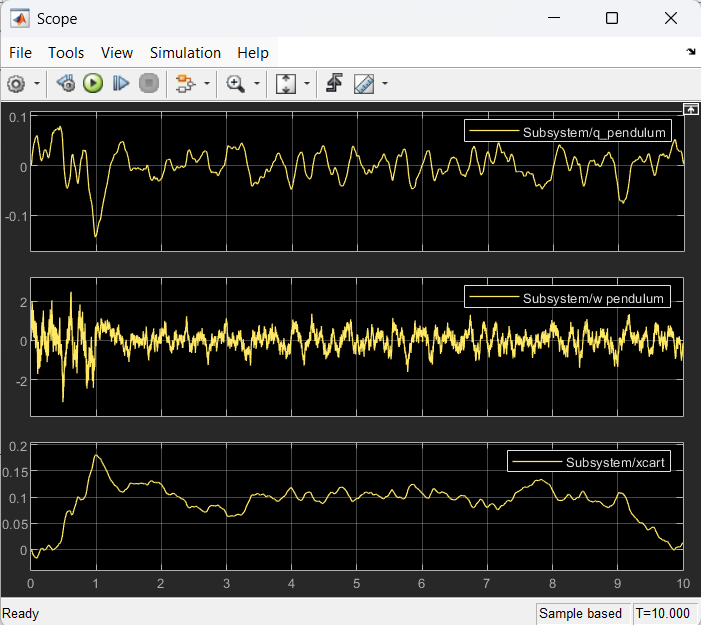 Scope
File Tools View Simulation Help
0.1
Subsystem/q_pendulum
0
-0.1
Subsystem/w pendulum
2
0
-2
0.2
Subsystem/xcart
0.15
0.1
0.05
0
0 1 2 3 4 5 6 7 8 9 10
Ready Sample based T=10.000